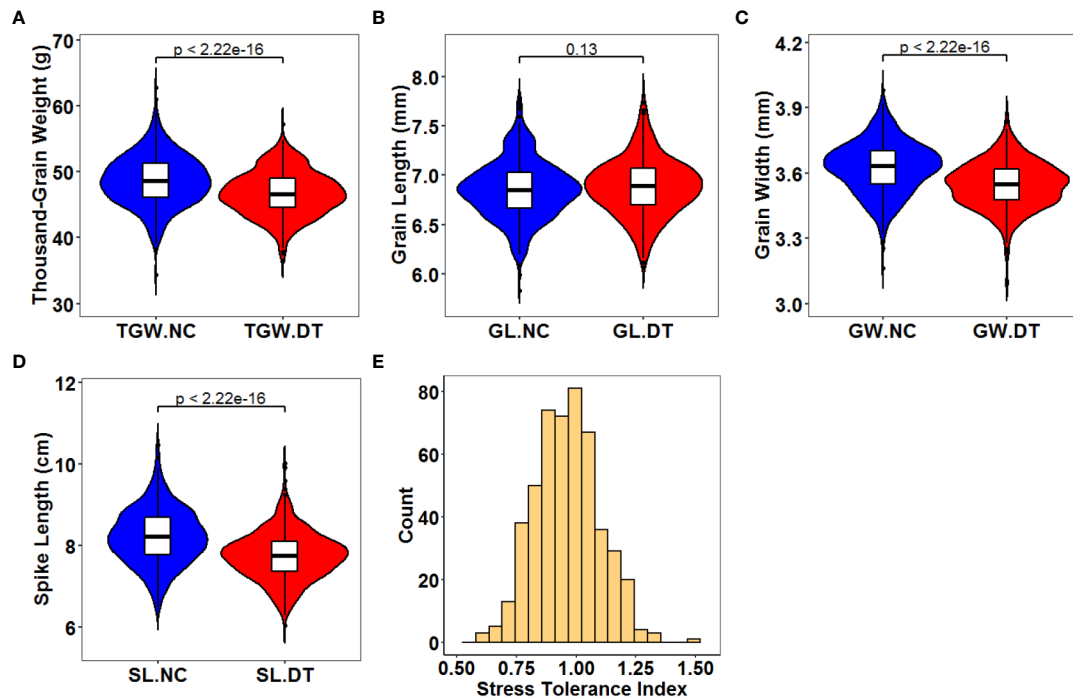 A
Thousand-Grain Weight (g)
70
60
50
40
30
p < 2.22e-16
TGW.NC TGW.DT
B
Grain Length (mm)
8.0
7.5
7.0
6.5
6.0
0.13
GL.NC GL.DT
C
Grain Width (mm)
4.2
3.9
3.6
3.3
3.0
p < 2.22e-16
GW.NC GW.DT
D
Spike Length (cm)
12
10
8
6
p < 2.22e-16
SL.NC SL.DT
E
Count
80
60
40
20
0
0.50 0.75 1.00 1.25 1.50
Stress Tolerance Index